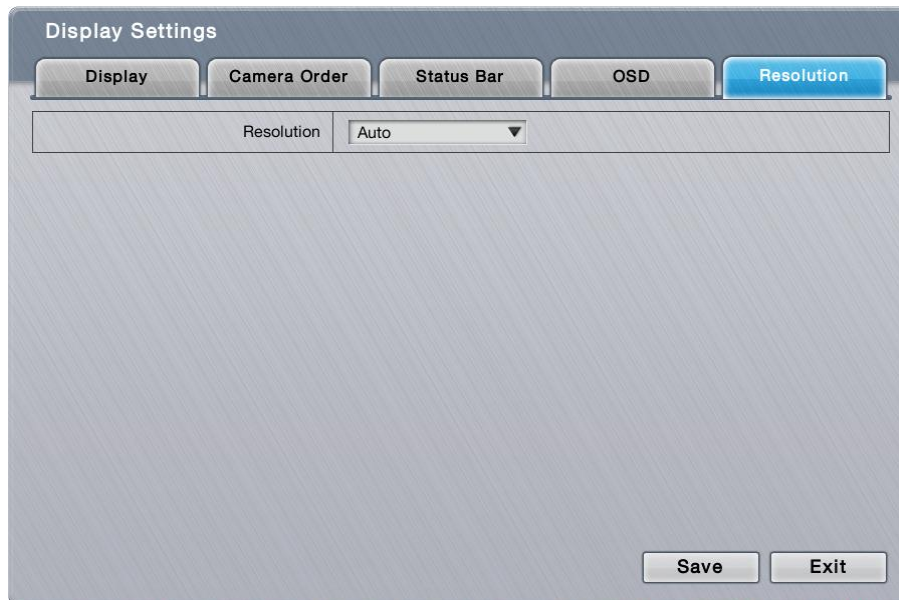 Display Settings
Display Camera Order Status Bar OSD Resolution
Resolution Auto
Save Exit